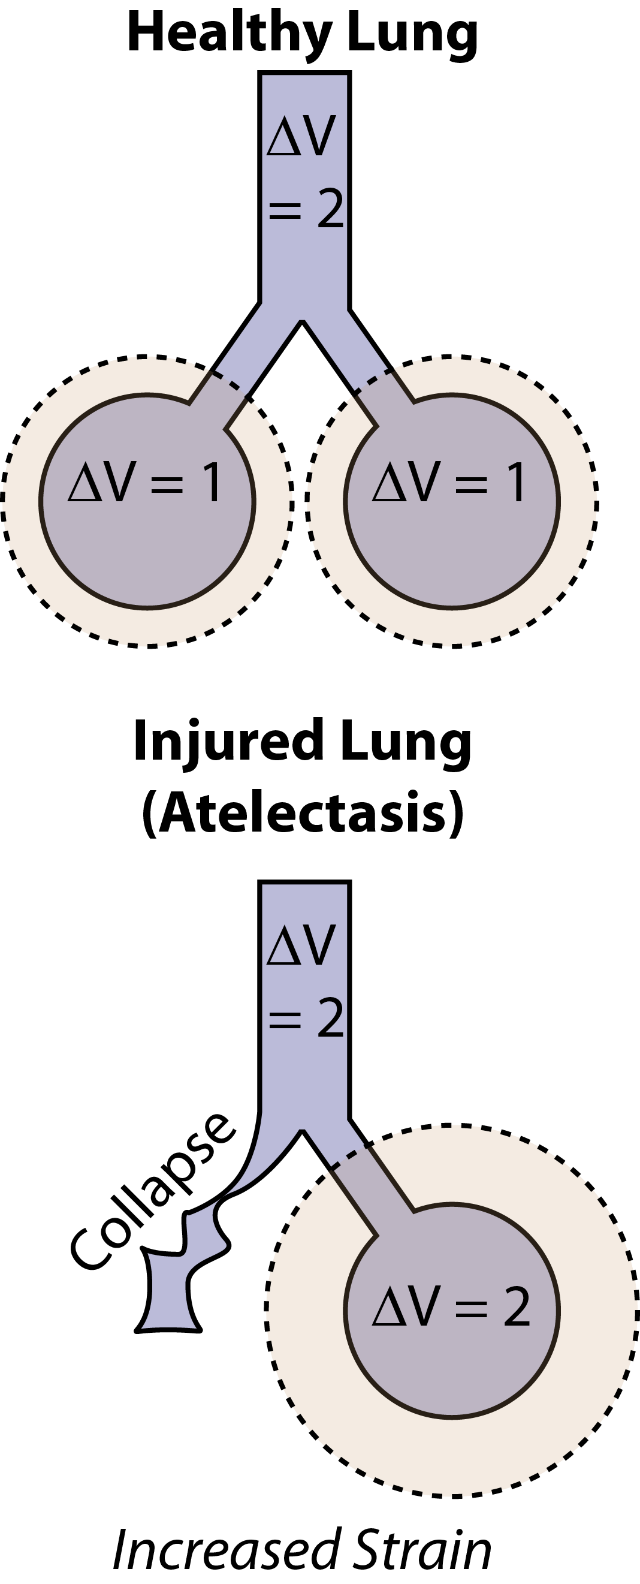 Healthy Lung
ΔV
= 2
ΔV = 1
ΔV = 1
Injured Lung
(Atelectasis)
ΔV
= 2
Collapse
ΔV = 2
Increased Strain